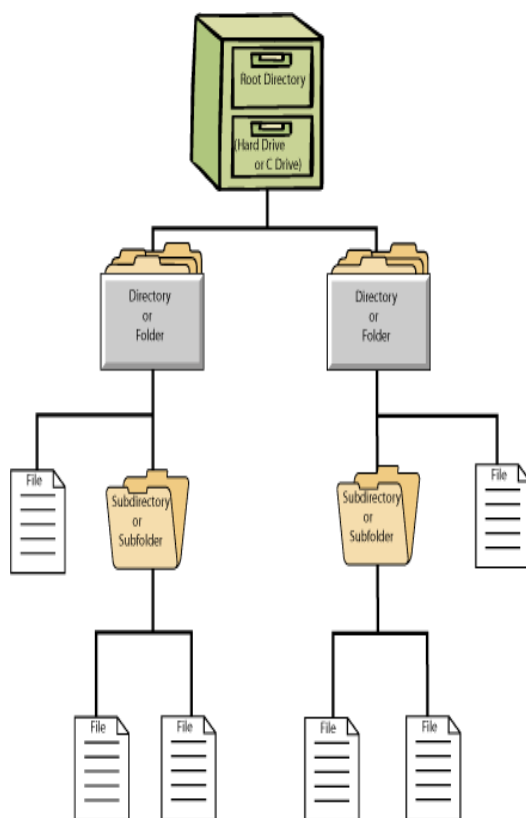 Root Directory
(Hard Drive
or C Drive)
Directory
or
Folder
Directory
or
Folder
File
Subdirectory
or
Subfolder
Subdirectory
or
Subfolder
File
File
File
File
File